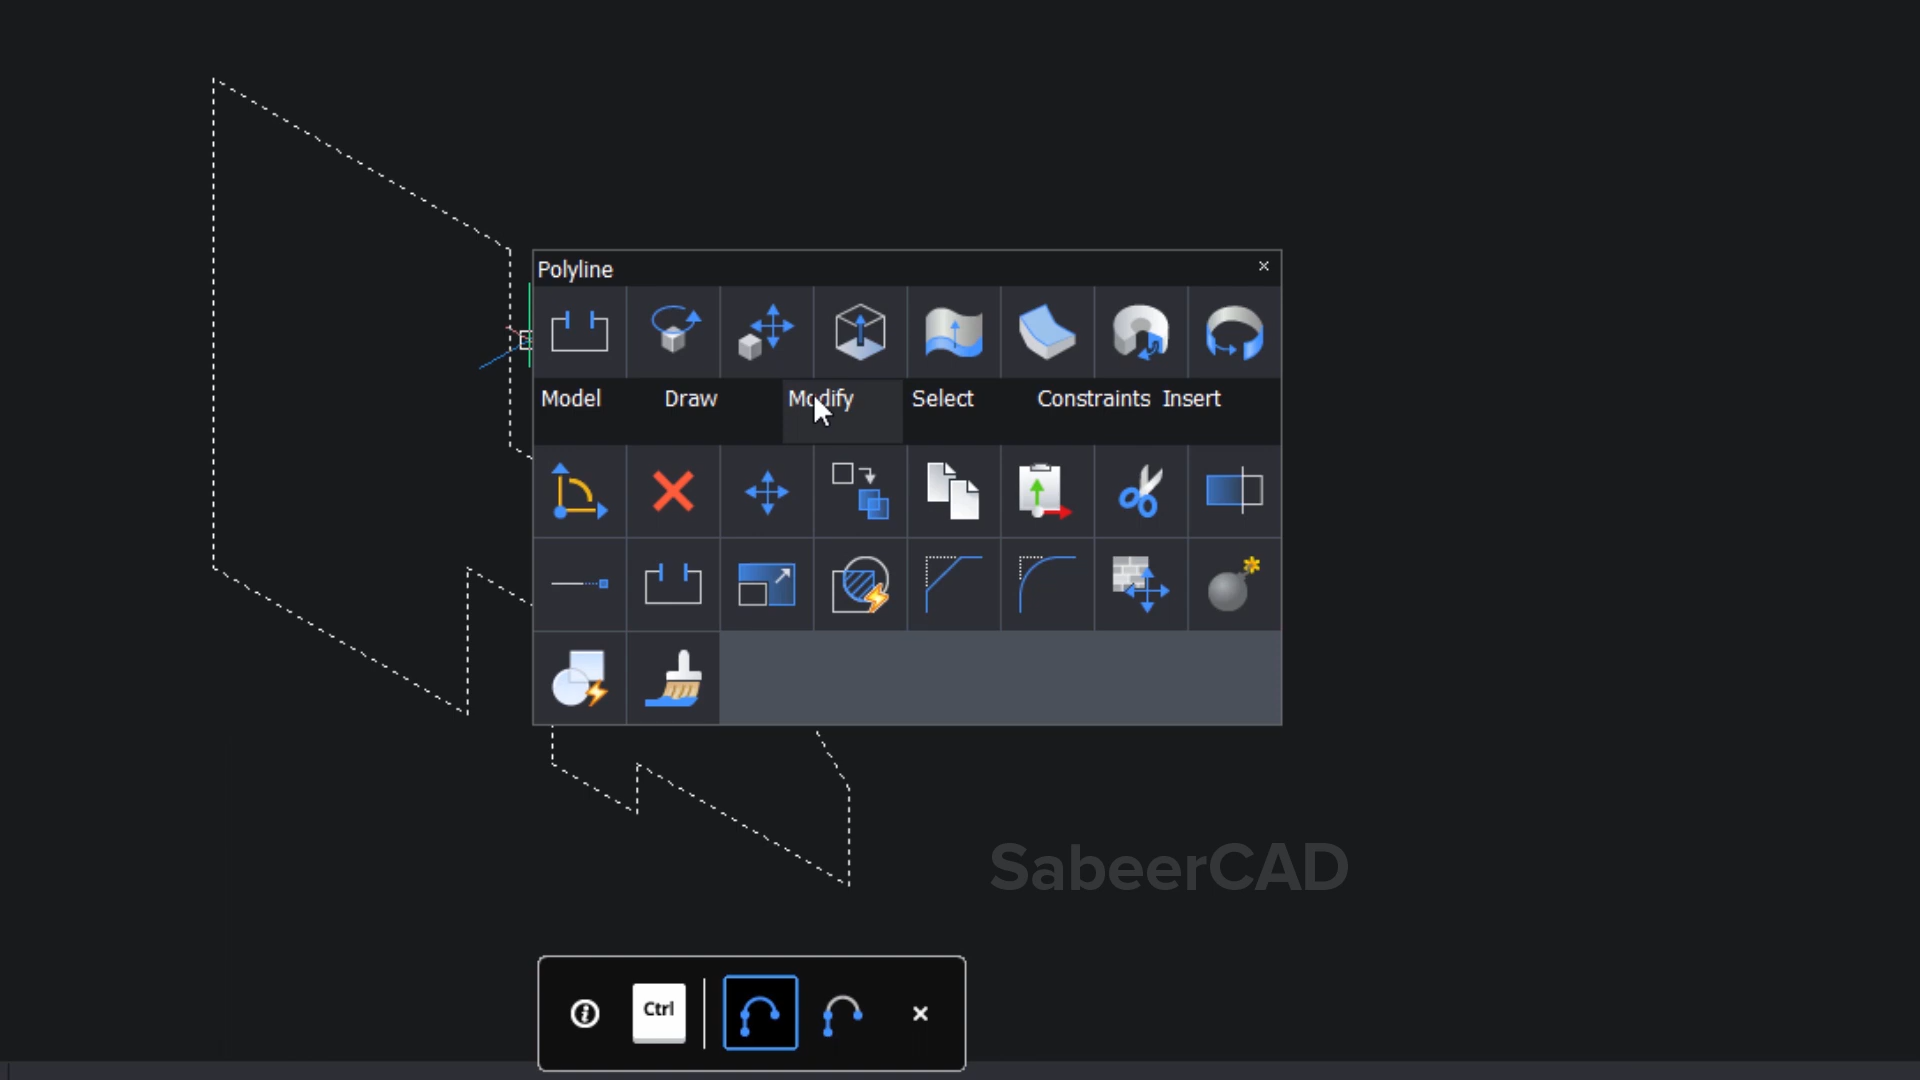 Polyline
Model Draw Modify Select Constraints Insert
SabeerCAD
Ctrl